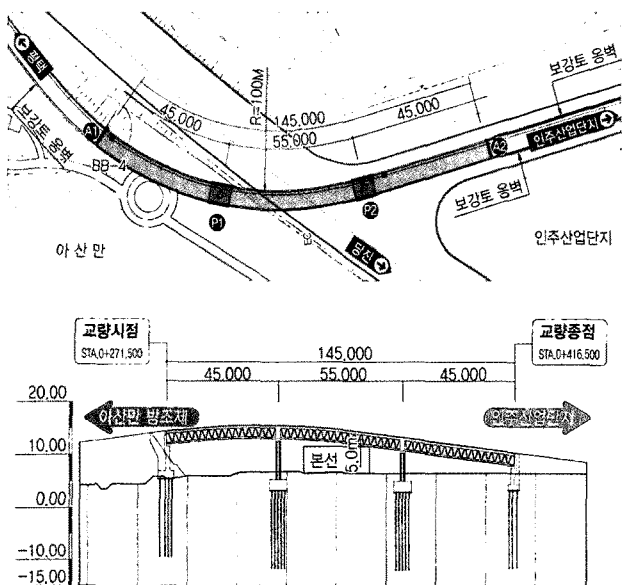 평택
보강토 옹벽
A1
BB-4
45,000
R=100M
145,000
55,000
45,000
보강토 옹벽
A2
인주산업단지
P1
P2
보강토 옹벽
아산만
당진
인주산업단지
교량시점
STA.0+271.500
교량종점
STA.0+416.500
145,000
45,000
55,000
45,000
20.00
10.00
0.00
-10.00
-15.00
아산만 방조제
인주산업단지
본선
5.0m